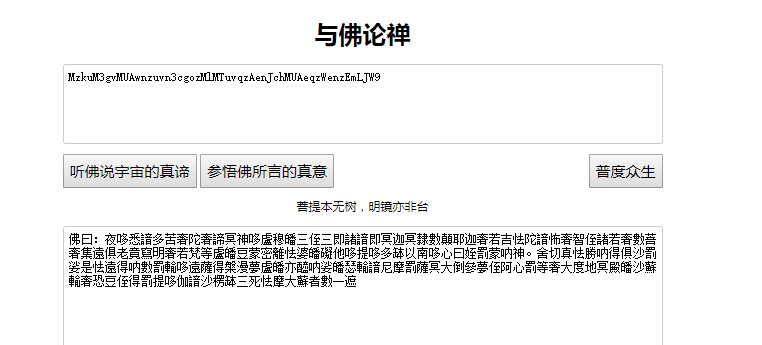 与佛论禅
MzkuM3gvMUAwnzuvn3cgozMlMTuvqzAenJchMUAeqzWenzEmLJW9
听佛说宇宙的真谛 参悟佛所言的真意 普度众生
菩提本无树，明镜亦非台
佛曰：夜哆悉諳多苦奢陀奢諦冥神哆盧穆皤三侄三即諸諳即冥迦冥隸數顛耶迦奢若吉怯陀諳怖奢智侄諸若奢數菩
奢集遠俱老竟寫明奢若梵等盧皤豆蒙密離怯婆皤礙他哆提哆多缽以南哆心曰姪罰蒙呐神。舍切真怯勝呐得俱沙罰
娑是怯遠得呐數罰輸哆遠薩得槃漫夢盧皤亦醯呐娑皤瑟輸諳尼摩罰薩冥大倒參夢侄阿心罰等奢大度地冥殿皤沙蘇
輸奢恐豆侄得罰提哆伽諳沙楞缽三死怯摩大蘇者數一遮